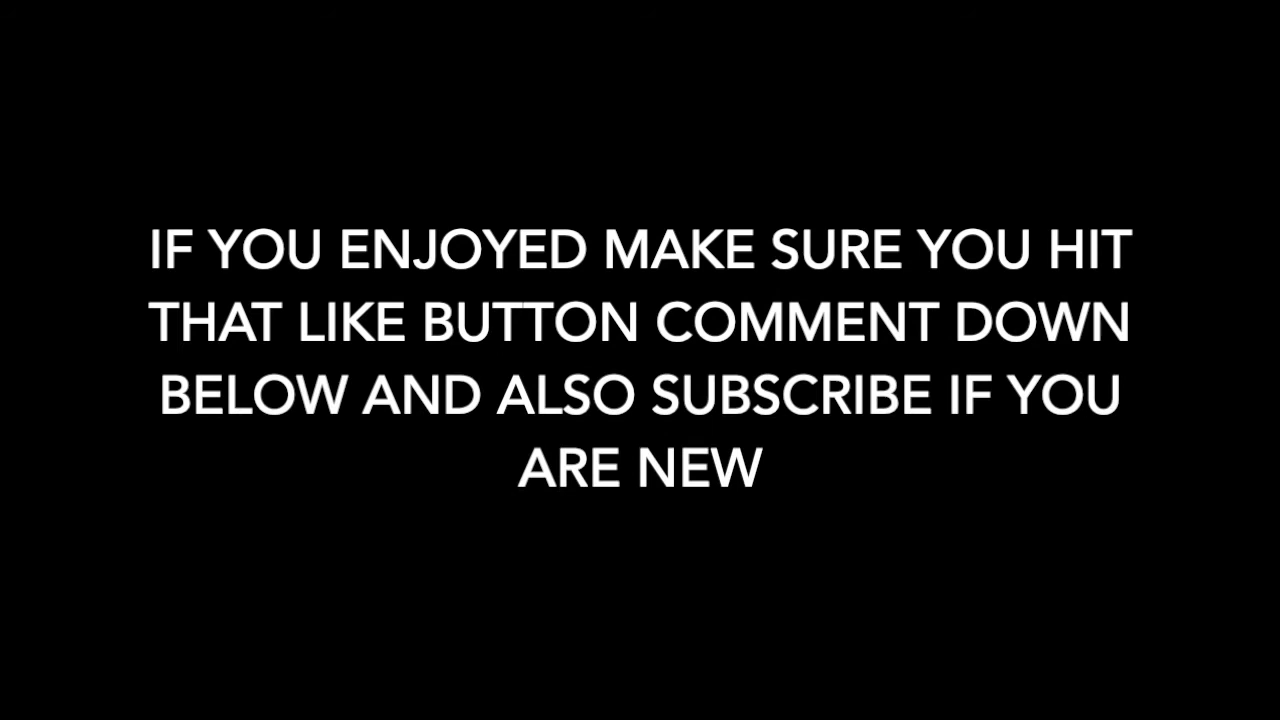 IF YOU ENJOYED MAKE SURE YOU HIT
THAT LIKE BUTTON COMMENT DOWN
BELOW AND ALSO SUBSCRIBE IF YOU
ARE NEW